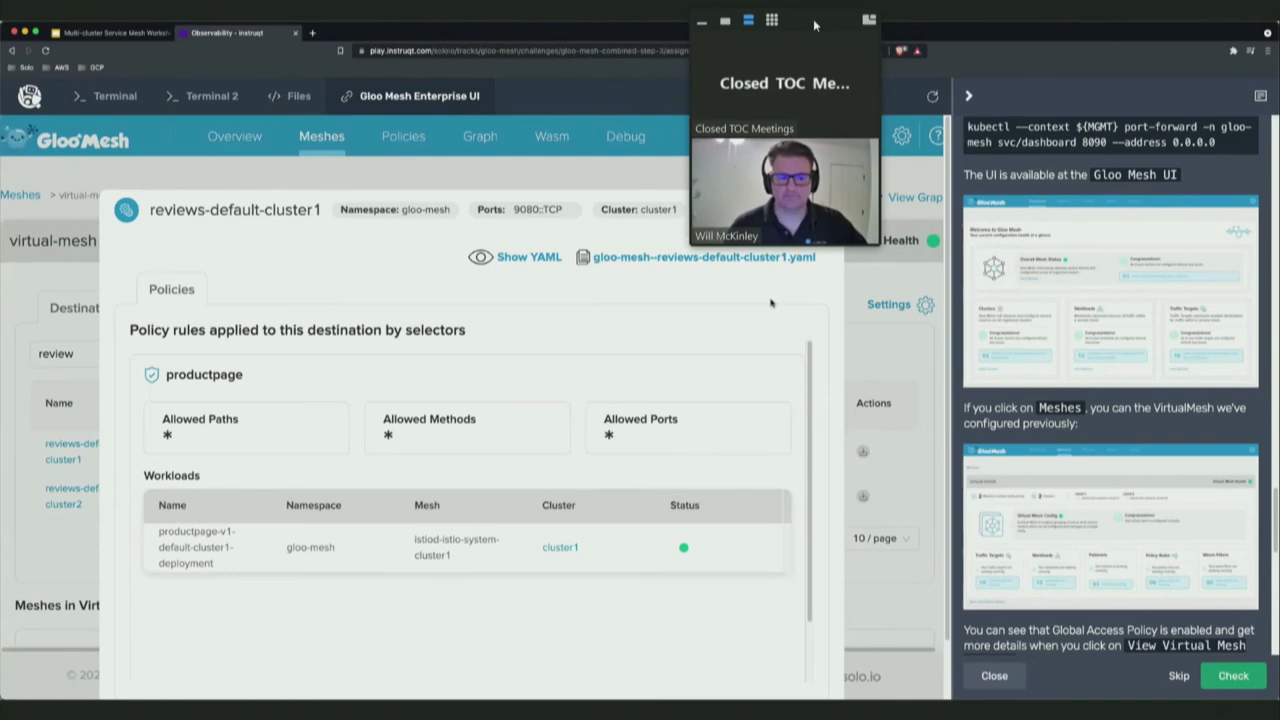 Multi-cluster Service Mesh Worksh
Observability - instruqt
play.instruqt.com/soloio/tracks/gloo-mesh/challenges/gloo-mesh-combined-step-3/assign
Solo
AWS
GCP
Closed TOC Me...
Closed TOC Meetings
Will McKinley
Terminal
Terminal 2
Files
Gloo Mesh Enterprise UI
Gloo Mesh
Overview
Meshes
Policies
Graph
Wasm
Debug
Meshes > virtual-m
View Grap
virtual-mesh
Health
reviews-default-cluster1
Namespace: gloo-mesh
Ports: 9080::TCP
Cluster: cluster1
Show YAML
gloo-mesh--reviews-default-cluster1.yaml
Policies
Destinat
Settings
Policy rules applied to this destination by selectors
review
productpage
Name
Actions
Allowed Paths
*
Allowed Methods
*
Allowed Ports
*
reviews-def
cluster1
reviews-def
cluster2
Workloads
Name
Namespace
Mesh
Cluster
Status
productpage-v1-
default-cluster1-
deployment
gloo-mesh
istiod-istio-system-
cluster1
cluster1
10 / page
Meshes in Virt
© 202
solo.io
kubectl --context ${MGMT} port-forward -n gloo-
mesh svc/dashboard 8090 --address 0.0.0.0
The UI is available at the Gloo Mesh UI
If you click on Meshes, you can the VirtualMesh we've
configured previously:
You can see that Global Access Policy is enabled and get
more details when you click on View Virtual Mesh
Close
Skip
Check